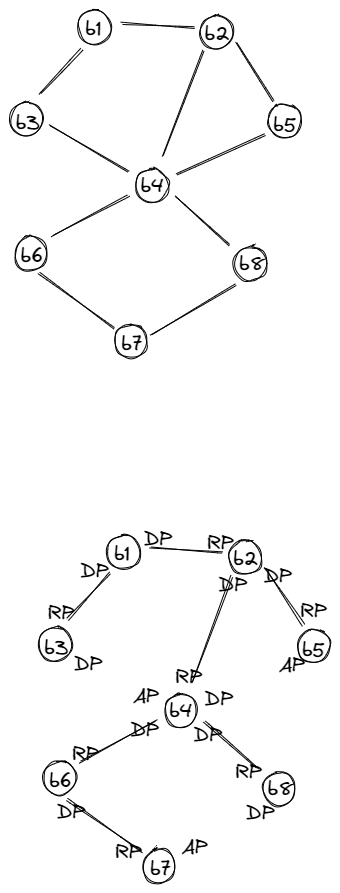 b1 b2
b3 b5
b4
b6 b8
b7
b1 DP RP b2
DP DP DP
RP RP
b3 DP AP b5
RP
AP b4 DP
DP DP
RP RP
b6 b8
DP DP
RP b7 AP